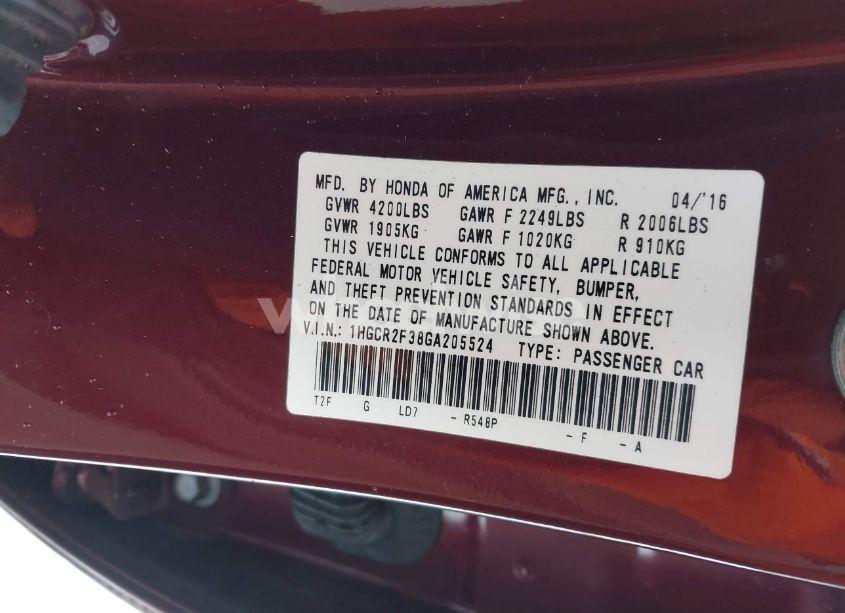 MFD. BY HONDA OF AMERICA MFG., INC. 04/'16
GVWR 4200LBS GAWR F 2249LBS R 2006LBS
GVWR 1905KG GAWR F 1020KG R 910KG
THIS VEHICLE CONFORMS TO ALL APPLICABLE
FEDERAL MOTOR VEHICLE SAFETY, BUMPER,
AND THEFT PREVENTION STANDARDS IN EFFECT
ON THE DATE OF MANUFACTURE SHOWN ABOVE.
V.I.N.: 1HGCR2F38GA205524 TYPE: PASSENGER CAR
T2F G LD7 - R548P - F - A